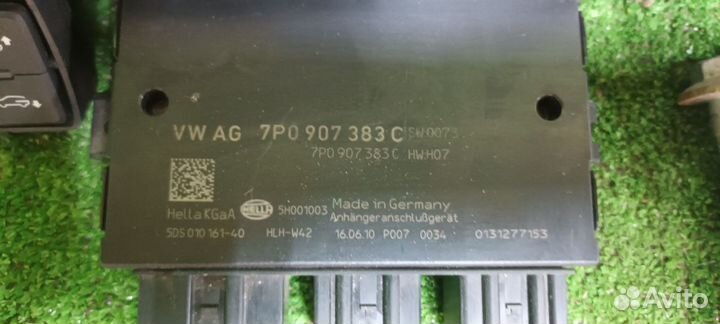 VW AG 7P0 907 383 C SW:0073
7P0 907 383 C HW:H07
Hella KGaA HELLA 5H001003 Made in Germany
Anhängeranschlußgerät
5DS 010 161-40 HLH-W42 16.06.10 P007 0034 0131277153
Avito